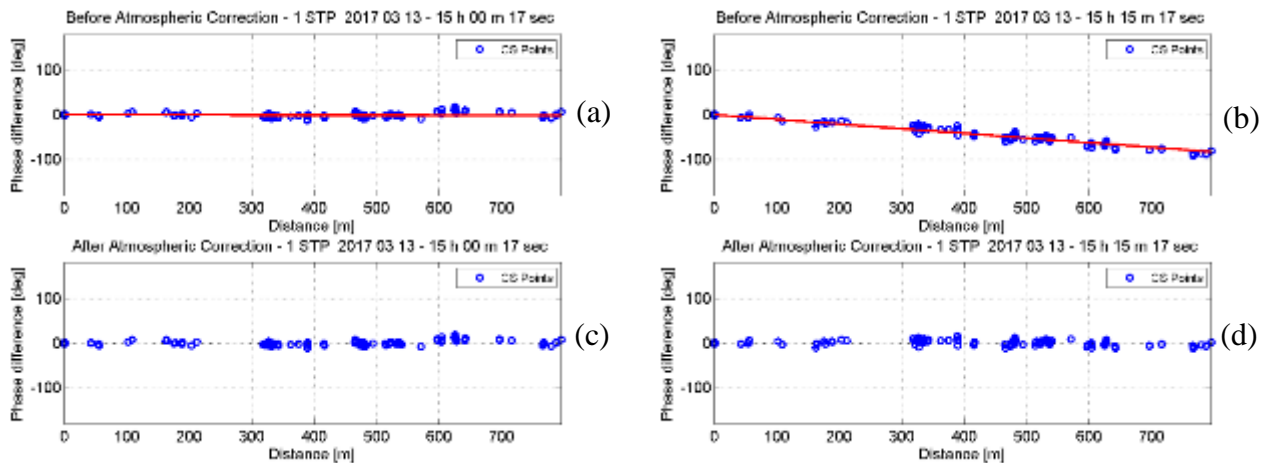 Before Atmospheric Correction - 1 STP 2017 03 13 - 15 h 00 m 17 sec
Phase difference [deg]
100
0
-100
CS Points
(a)
0 100 200 300 400 500 600 700
Distance [m]
Before Atmospheric Correction - 1 STP 2017 03 13 - 15 h 15 m 17 sec
Phase difference [deg]
100
0
-100
CS Points
(b)
0 100 200 300 400 500 600 700
Distance [m]
After Atmospheric Correction - 1 STP 2017 03 13 - 15 h 00 m 17 sec
Phase difference [deg]
100
0
-100
CS Points
(c)
0 100 200 300 400 500 600 700
Distance [m]
After Atmospheric Correction - 1 STP 2017 03 13 - 15 h 15 m 17 sec
Phase difference [deg]
100
0
-100
CS Points
(d)
0 100 200 300 400 500 600 700
Distance [m]